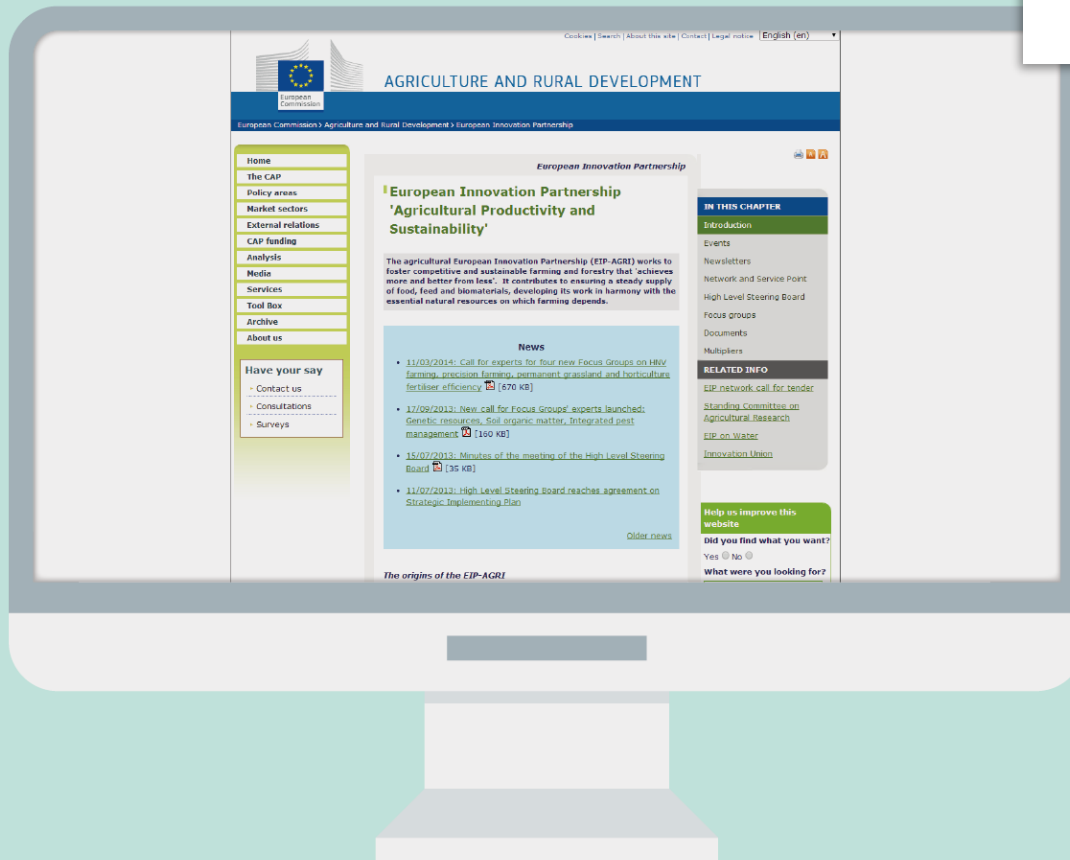 Cookies | Search | About this site | Contact | Legal notice English (en)
European
Commission
AGRICULTURE AND RURAL DEVELOPMENT
European Commission > Agriculture and Rural Development > European Innovation Partnership
Home
The CAP
Policy areas
Market sectors
External relations
CAP funding
Analysis
Media
Services
Tool Box
Archive
About us
Have your say
Contact us
Consultations
Surveys
European Innovation Partnership
European Innovation Partnership
'Agricultural Productivity and
Sustainability'
The agricultural European Innovation Partnership (EIP-AGRI) works to
foster competitive and sustainable farming and forestry that 'achieves
more and better from less'. It contributes to ensuring a steady supply
of food, feed and biomaterials, developing its work in harmony with the
essential natural resources on which farming depends.
News
• 11/03/2014: Call for experts for four new Focus Groups on HNV
farming, precision farming, permanent grassland and horticulture
fertiliser efficiency [670 KB]
• 17/09/2013: New call for Focus Groups' experts launched:
Genetic resources, Soil organic matter, Integrated pest
management [160 KB]
• 15/07/2013: Minutes of the meeting of the High Level Steering
Board [35 KB]
• 11/07/2013: High Level Steering Board reaches agreement on
Strategic Implementing Plan
Older news
The origins of the EIP-AGRI
IN THIS CHAPTER
Introduction
Events
Newsletters
Network and Service Point
High Level Steering Board
Focus groups
Documents
Multipliers
RELATED INFO
EIP network call for tender
Standing Committee on
Agricultural Research
EIP on Water
Innovation Union
Help us improve this
website
Did you find what you want?
Yes No
What were you looking for?